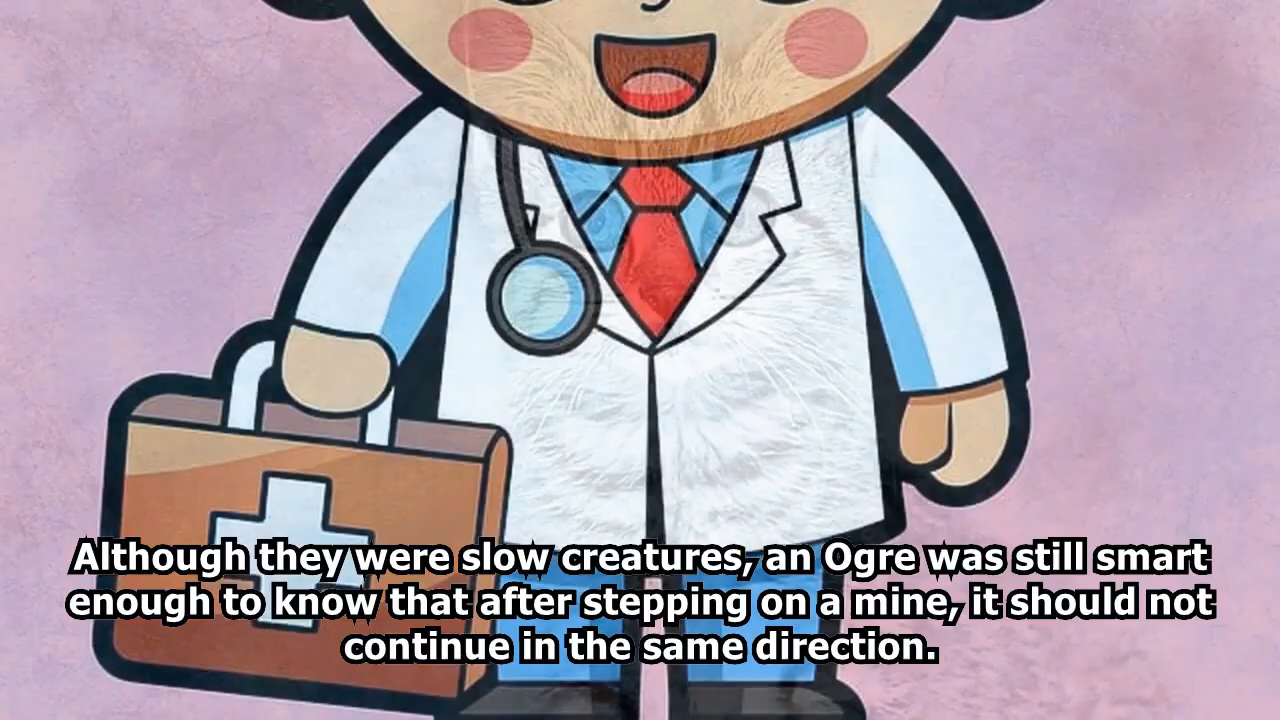 Although they were slow creatures, an Ogre was still smart
enough to know that after stepping on a mine, it should not
continue in the same direction.